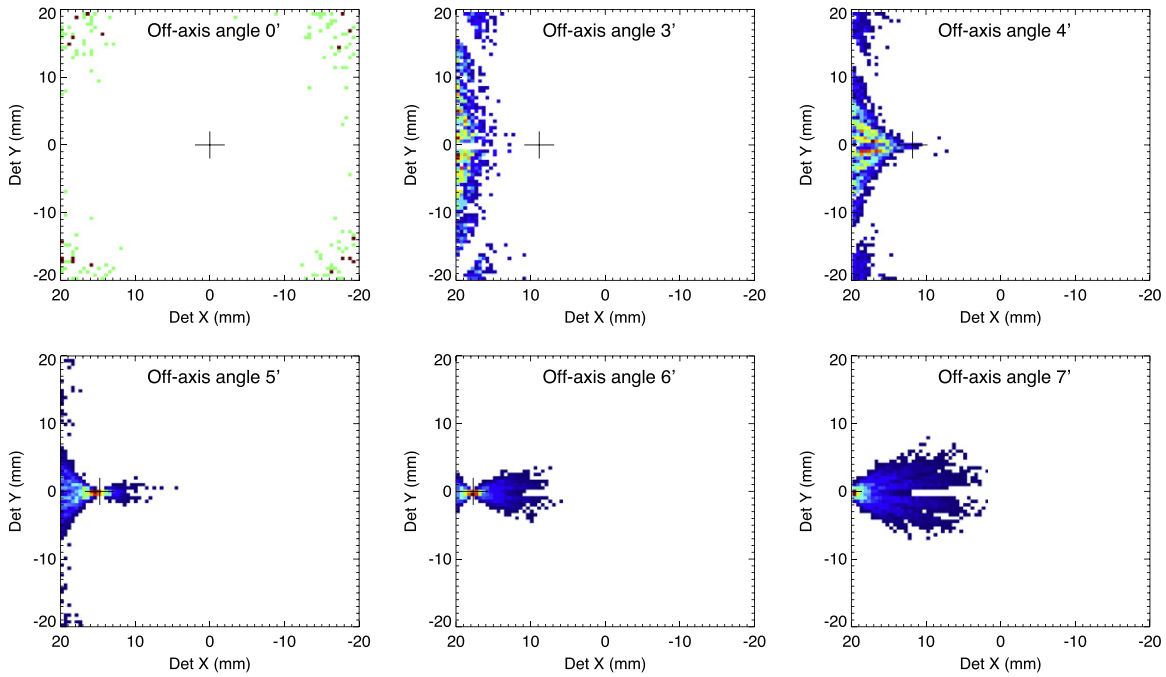 Off-axis angle 0’
Off-axis angle 3’
Off-axis angle 4’
20
10
0
-10
-20
Det Y (mm)
20 10 0 -10 -20
Det X (mm)
20
10
0
-10
-20
Det Y (mm)
20 10 0 -10 -20
Det X (mm)
20
10
0
-10
-20
Det Y (mm)
20 10 0 -10 -20
Det X (mm)
Off-axis angle 5’
Off-axis angle 6’
Off-axis angle 7’
20
10
0
-10
-20
Det Y (mm)
20 10 0 -10 -20
Det X (mm)
20
10
0
-10
-20
Det Y (mm)
20 10 0 -10 -20
Det X (mm)
20
10
0
-10
-20
Det Y (mm)
20 10 0 -10 -20
Det X (mm)